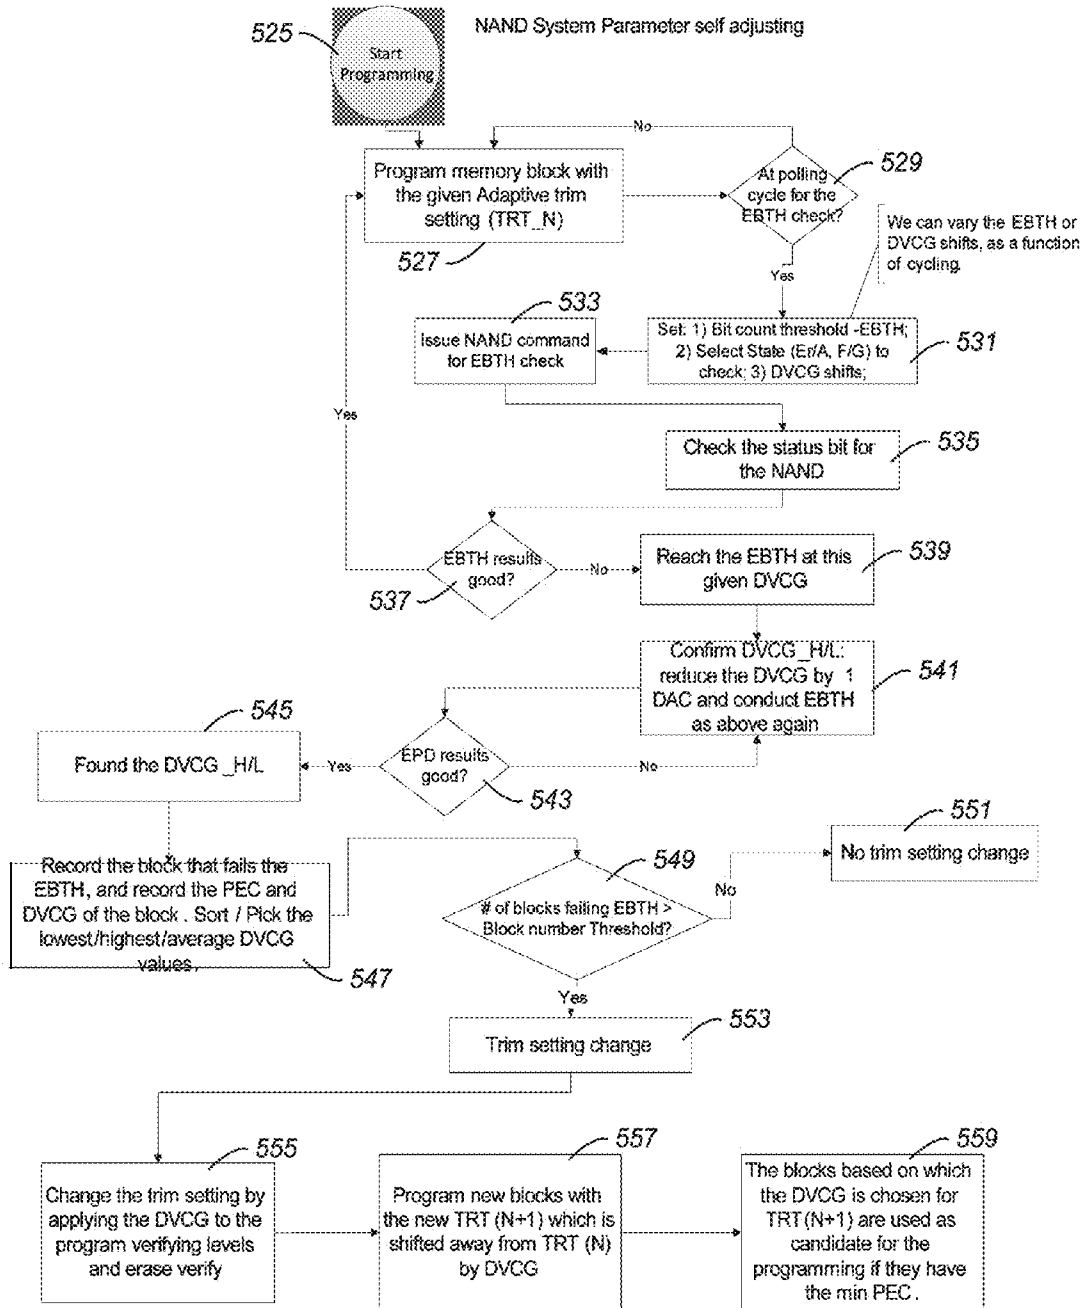 NAND System Parameter self adjusting
525
Start
Programming
No
Program memory block with
the given Adaptive trim
setting (TRT_N)
527
At polling
cycle for the
EBTH check?
529
We can vary the EBTH or
DVCG shifts, as a function
of cycling.
Yes
533
Issue NAND command
for EBTH check
Set: 1) Bit count threshold -EBTH;
2) Select State (Er/A, F/G) to
check; 3) DVCG shifts;
531
Yes
Check the status bit for
the NAND
535
EBTH results
good?
537
No
Reach the EBTH at this
given DVCG
539
Confirm DVCG _H/L:
reduce the DVCG by 1
DAC and conduct EBTH
as above again
541
545
Found the DVCG _H/L
Yes
EPD results
good?
543
No
551
No trim setting change
Record the block that fails the
EBTH, and record the PEC and
DVCG of the block . Sort / Pick the
lowest/highest/average DVCG
values.
547
549
# of blocks failing EBTH >
Block number Threshold?
No
Yes
553
Trim setting change
555
Change the trim setting by
applying the DVCG to the
program verifying levels
and erase verify
557
Program new blocks with
the new TRT (N+1) which is
shifted away from TRT (N)
by DVCG
559
The blocks based on which
the DVCG is chosen for
TRT(N+1) are used as
candidate for the
programming if they have
the min PEC .